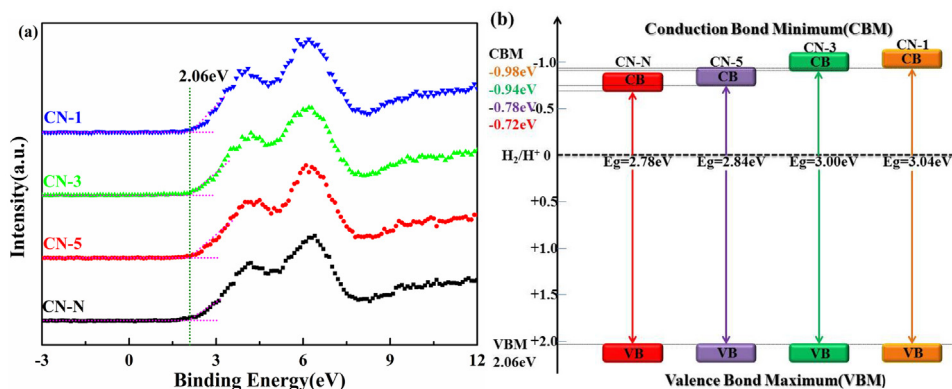 (a)
2.06eV
CN-1
CN-3
CN-5
CN-N
Intensity(a.u.)
-3 0 3 6 9 12
Binding Energy(eV)
(b)
Conduction Bond Minimum(CBM)
CBM
-0.98eV
-0.94eV
-0.78eV
-0.72eV
-1.0
-0.5
H2/H+ 0
+0.5
+1.0
+1.5
+2.0
VBM
2.06eV
CN-N CN-5 CN-3 CN-1
CB CB CB CB
Eg=2.78eV Eg=2.84eV Eg=3.00eV Eg=3.04eV
VB VB VB VB
Valence Bond Maximum(VBM)